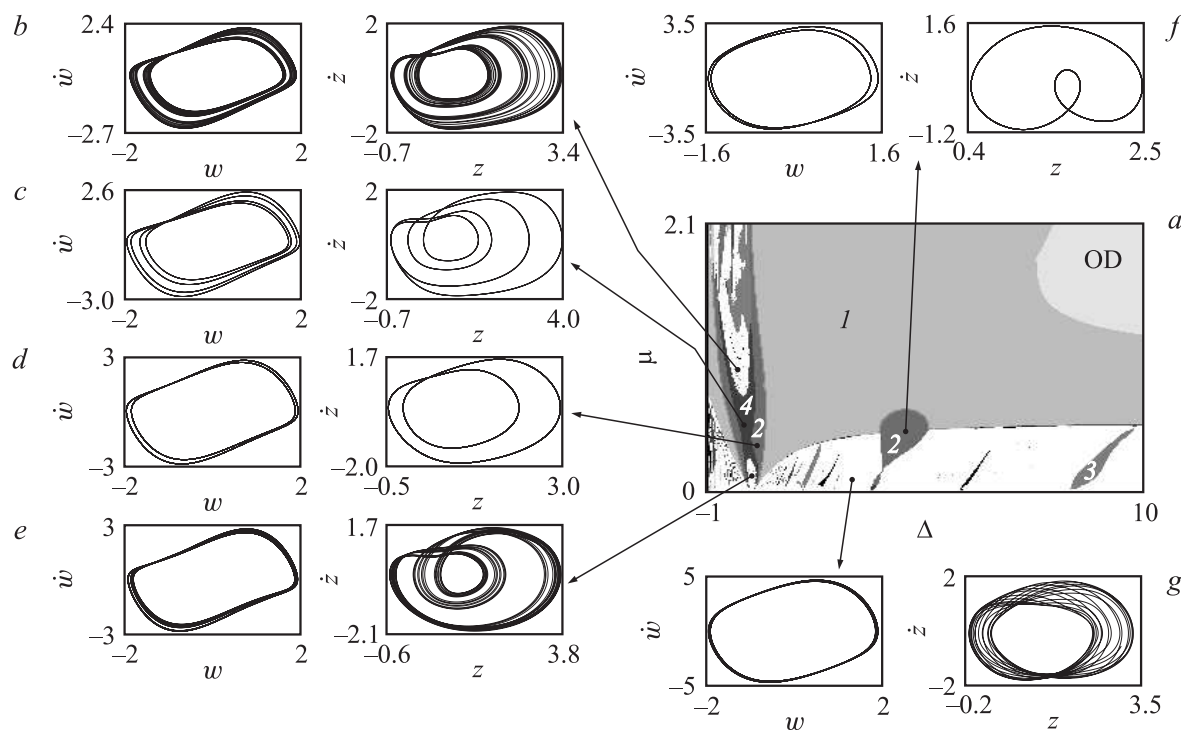 b
2.4
ẇ
−2.7
−2
w
2
2
ż
−2
−0.7
z
3.4
3.5
ẇ
−3.5
−1.6
w
1.6
1.6
ż
−1.2
0.4
z
2.5
f
c
2.6
ẇ
−3.0
−2
w
2
2
ż
−2
−0.7
z
4.0
d
3
ẇ
−3
−2
w
2
1.7
ż
−2.0
−0.5
z
3.0
e
3
ẇ
−3
−2
w
2
1.7
ż
−2.1
−0.6
z
3.8
a
2.1
μ
0
−1
Δ
10
OD
1
4
2
2
3
5
ẇ
−5
−2
w
2
2
ż
−2
−0.2
z
3.5
g